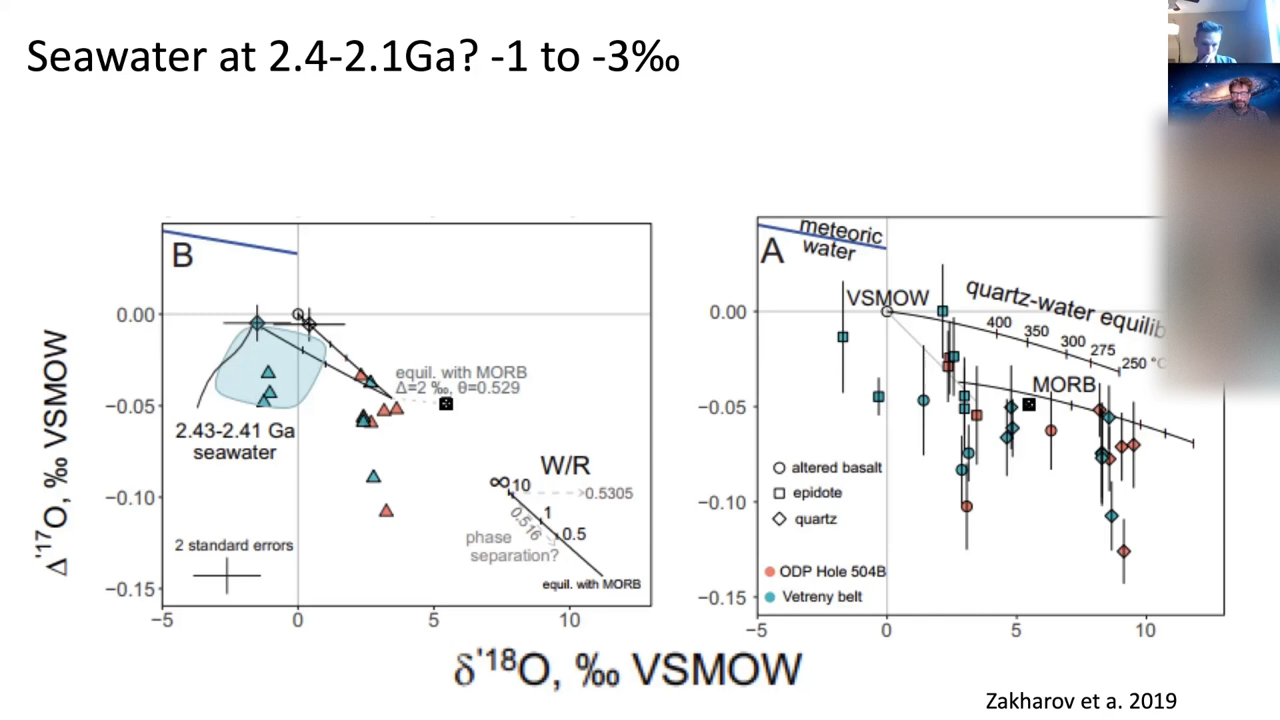 Seawater at 2.4-2.1Ga? -1 to -3‰
B
0.00
−0.05
−0.10
−0.15
Δ'¹⁷O, ‰ VSMOW
equil. with MORB
Δ=2 ‰, θ=0.529
2.43-2.41 Ga
seawater
W/R
∞ 10
0.5305
1
0.516
0.5
phase
separation?
equil. with MORB
2 standard errors
−5 0 5 10
A
meteoric
water
VSMOW
quartz-water equilib
400 350 300 275 250 °
MORB
0.00
−0.05
−0.10
−0.15
altered basalt
epidote
quartz
ODP Hole 504B
Vetreny belt
−5 0 5 10
δ'¹⁸O, ‰ VSMOW
Zakharov et a. 2019